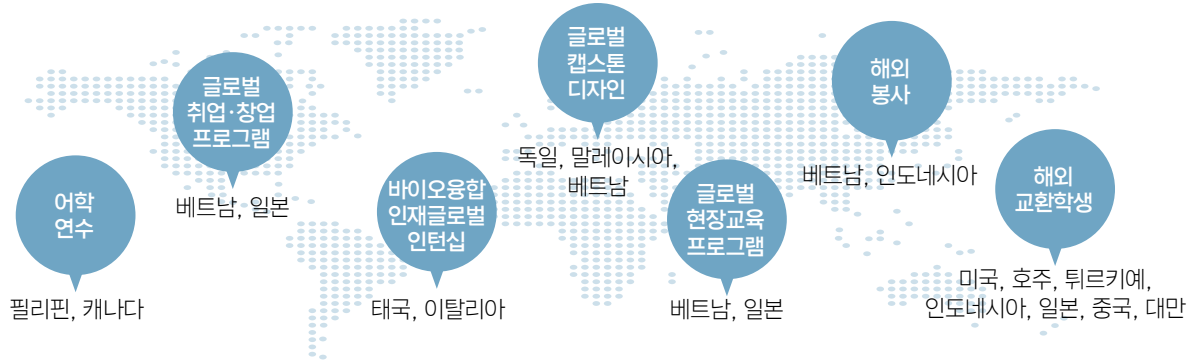 어학
연수
필리핀, 캐나다
글로벌
취업·창업
프로그램
베트남, 일본
바이오융합
인재글로벌
인턴십
태국, 이탈리아
글로벌
캡스톤
디자인
독일, 말레이시아,
베트남
글로벌
현장교육
프로그램
베트남, 일본
해외
봉사
베트남, 인도네시아
해외
교환학생
미국, 호주, 튀르키예,
인도네시아, 일본, 중국, 대만